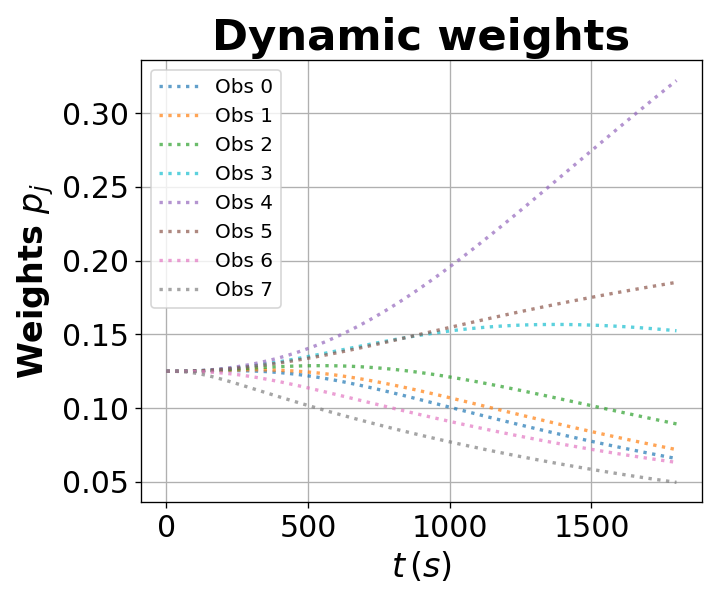 Dynamic weights
Weights p_j
0.30
0.25
0.20
0.15
0.10
0.05
Obs 0
Obs 1
Obs 2
Obs 3
Obs 4
Obs 5
Obs 6
Obs 7
0 500 1000 1500
t (s)